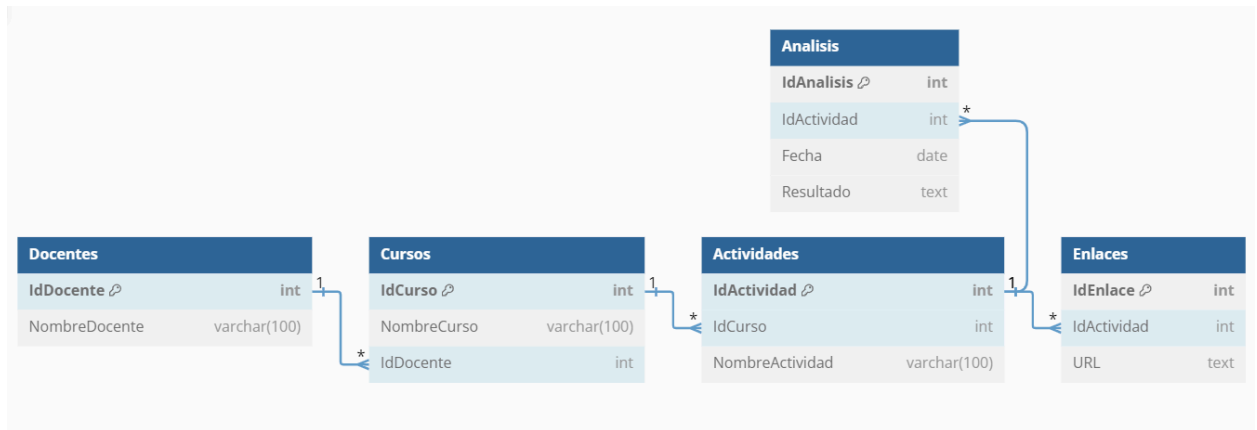 Analisis
IdAnalisis int
IdActividad int
*
Fecha date
Resultado text
Docentes
IdDocente int
1
NombreDocente varchar(100)
Cursos
IdCurso int
1
NombreCurso varchar(100)
*
IdDocente int
Actividades
IdActividad int
1
*
IdCurso int
NombreActividad varchar(100)
Enlaces
IdEnlace int
*
IdActividad int
URL text